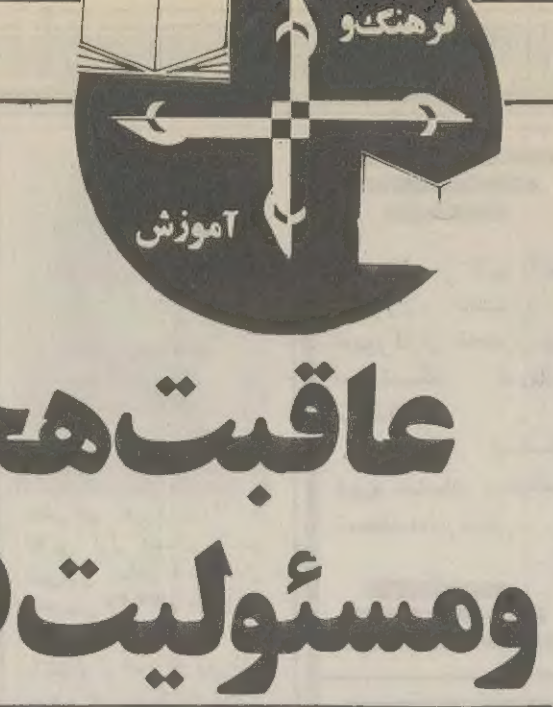 فرهنگ و
آموزش
عاقبت
ومسئولیت